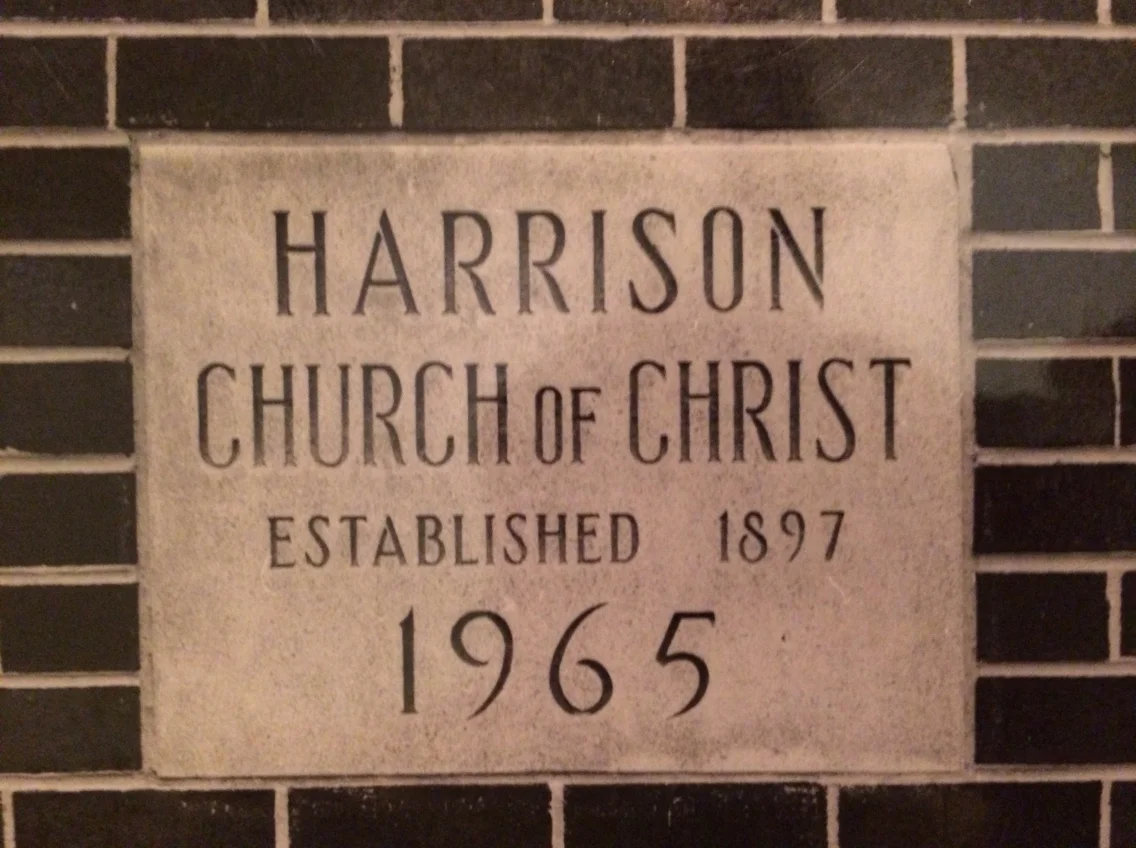 HARRISON
CHURCH OF CHRIST
ESTABLISHED 1897
1965